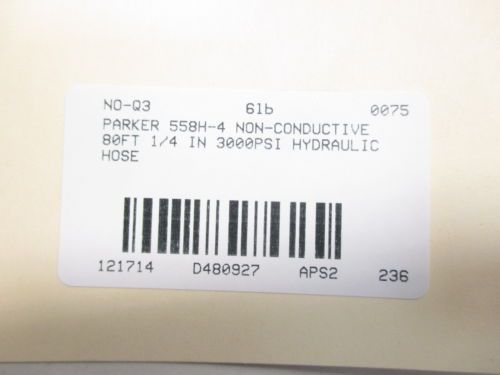 NO-Q3 61b 0075
PARKER 558H-4 NON-CONDUCTIVE
80FT 1/4 IN 3000PSI HYDRAULIC
HOSE
121714 D480927 APS2 236